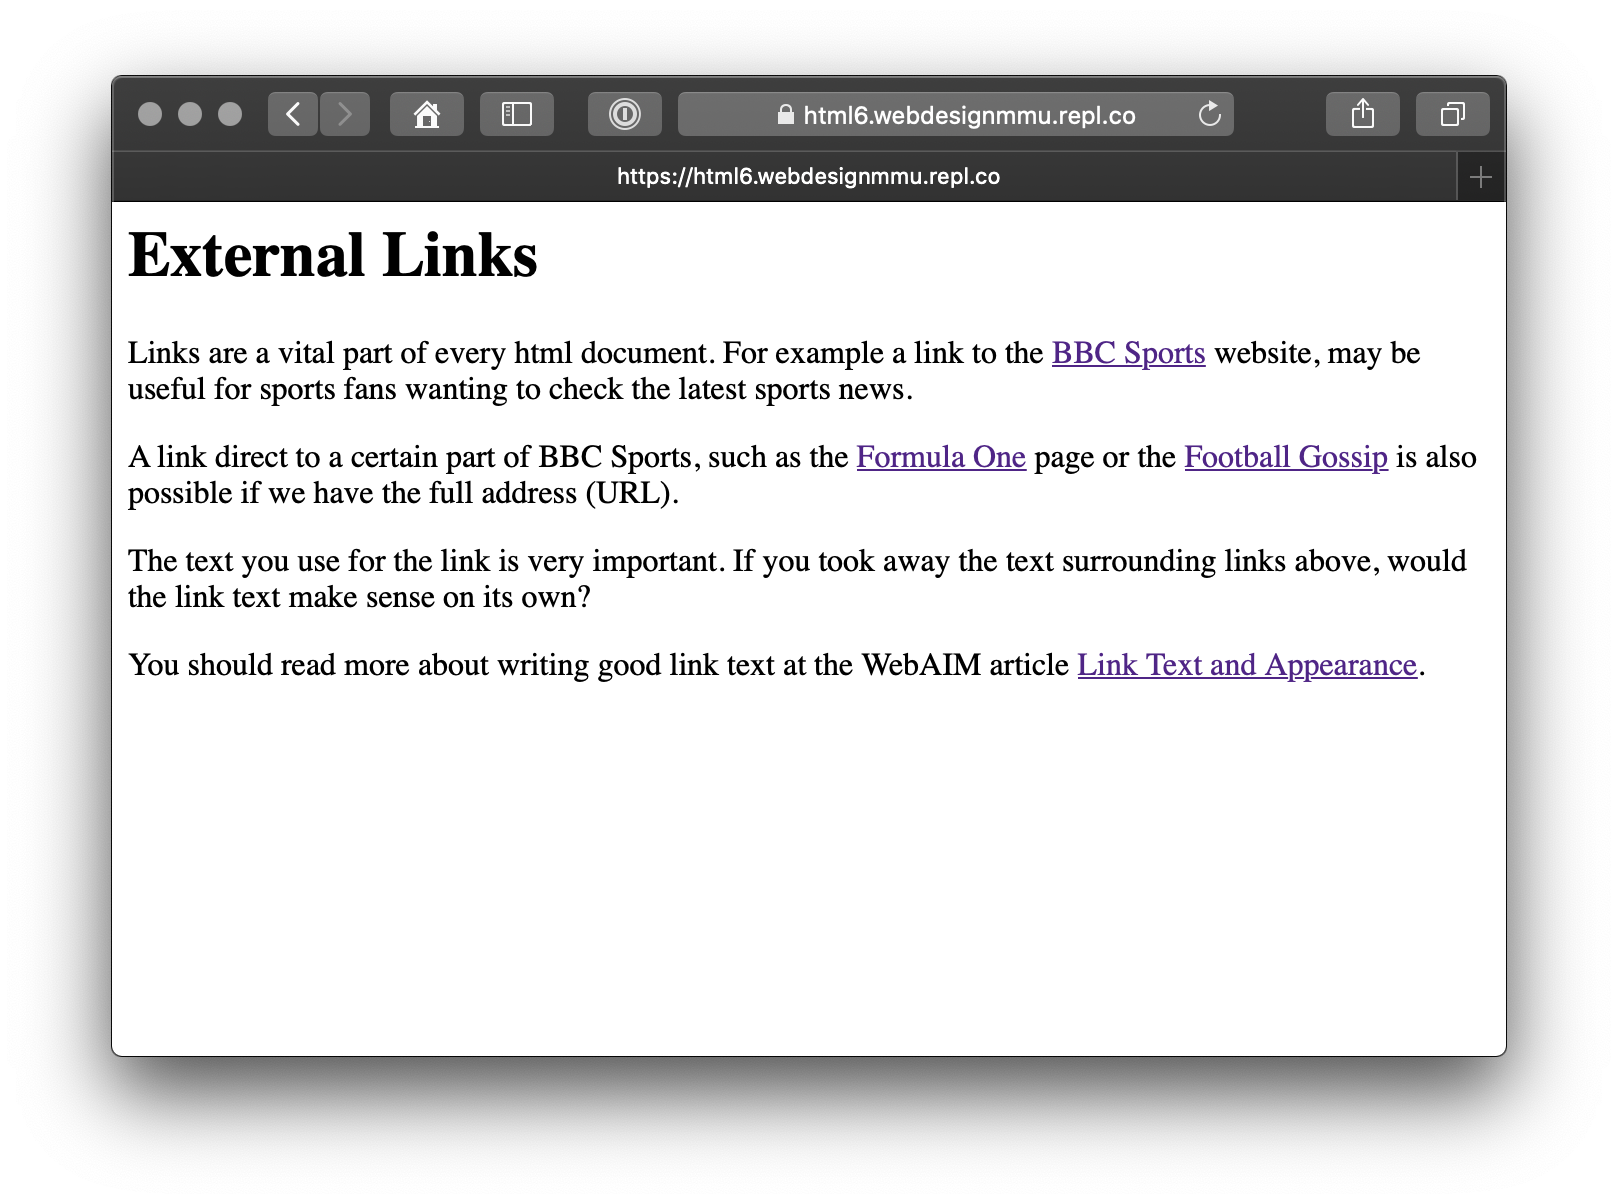 html6.webdesignmmu.repl.co
https://html6.webdesignmmu.repl.co
External Links
Links are a vital part of every html document. For example a link to the BBC Sports website, may be
useful for sports fans wanting to check the latest sports news.
A link direct to a certain part of BBC Sports, such as the Formula One page or the Football Gossip is also
possible if we have the full address (URL).
The text you use for the link is very important. If you took away the text surrounding links above, would
the link text make sense on its own?
You should read more about writing good link text at the WebAIM article Link Text and Appearance.